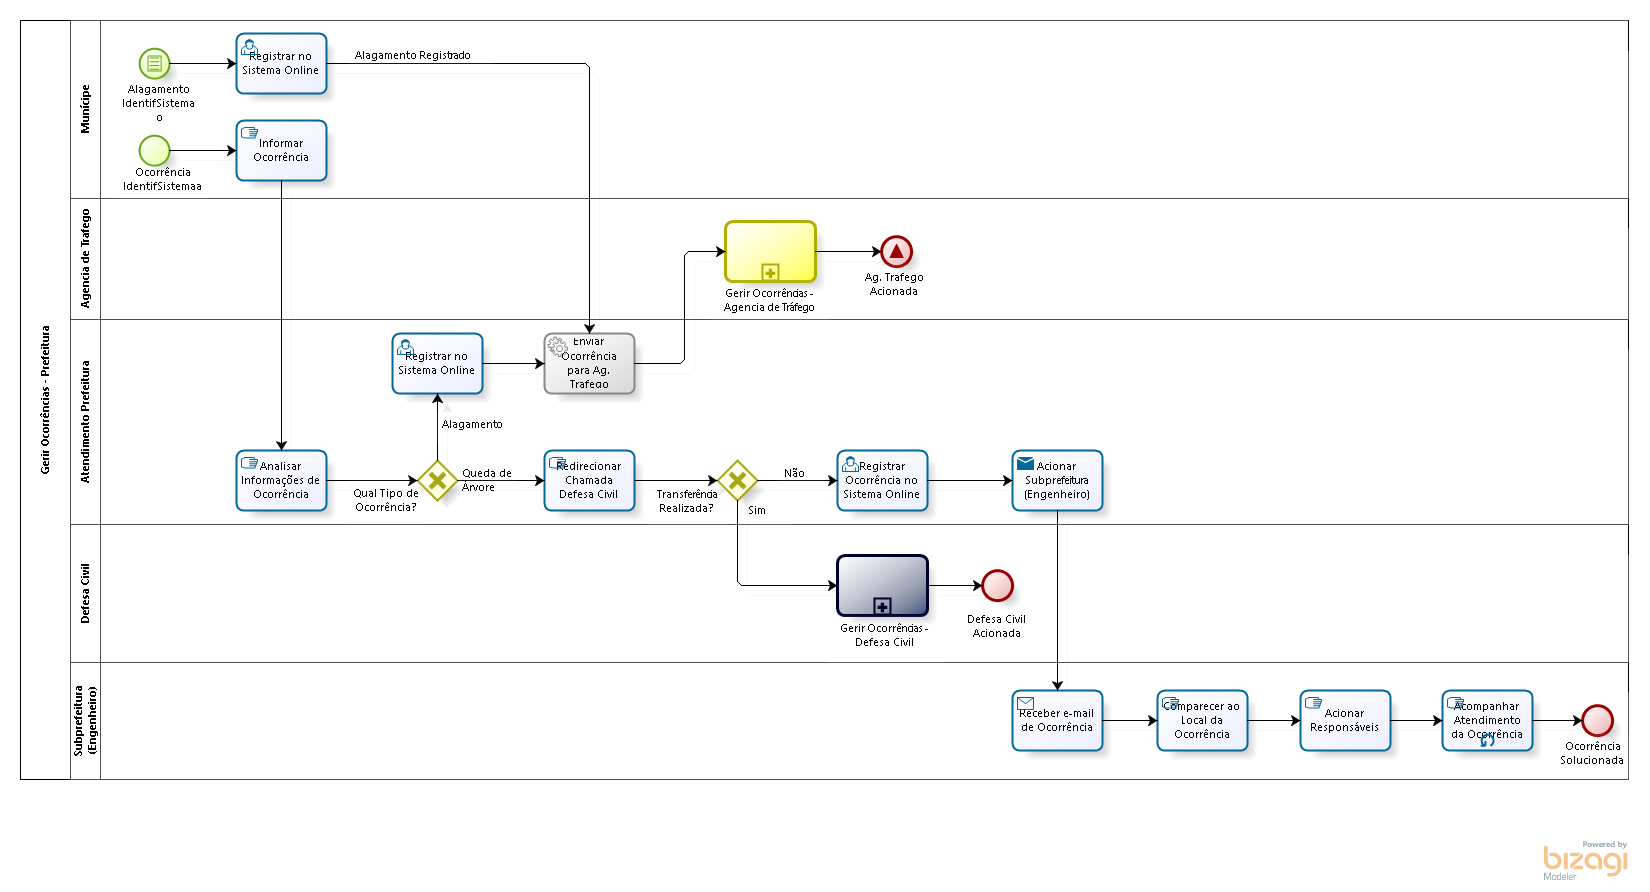 Gerir Ocorrências - Prefeitura
Munícipe
Alagamento
IdentifSistema
o
Registrar no
Sistema Online
Alagamento Registrado
Ocorrência
IdentifSistemaa
Informar
Ocorrência
Agencia de Trafego
Gerir Ocorrências -
Agencia de Tráfego
Ag. Trafego
Acionada
Atendimento Prefeitura
Registrar no
Sistema Online
Enviar
Ocorrência
para Ag.
Trafego
Alagamento
Analisar
Informações de
Ocorrência
Qual Tipo de
Ocorrência?
Queda de
Árvore
Redirecionar
Chamada
Defesa Civil
Transferência
Realizada?
Não
Sim
Registrar
Ocorrência no
Sistema Online
Acionar
Subprefeitura
(Engenheiro)
Defesa Civil
Gerir Ocorrências -
Defesa Civil
Defesa Civil
Acionada
Subprefeitura
(Engenheiro)
Receber e-mail
de Ocorrência
Comparecer ao
Local da
Ocorrência
Acionar
Responsáveis
Acompanhar
Atendimento
da Ocorrência
Ocorrência
Solucionada
Powered by
bizagi
Modeler